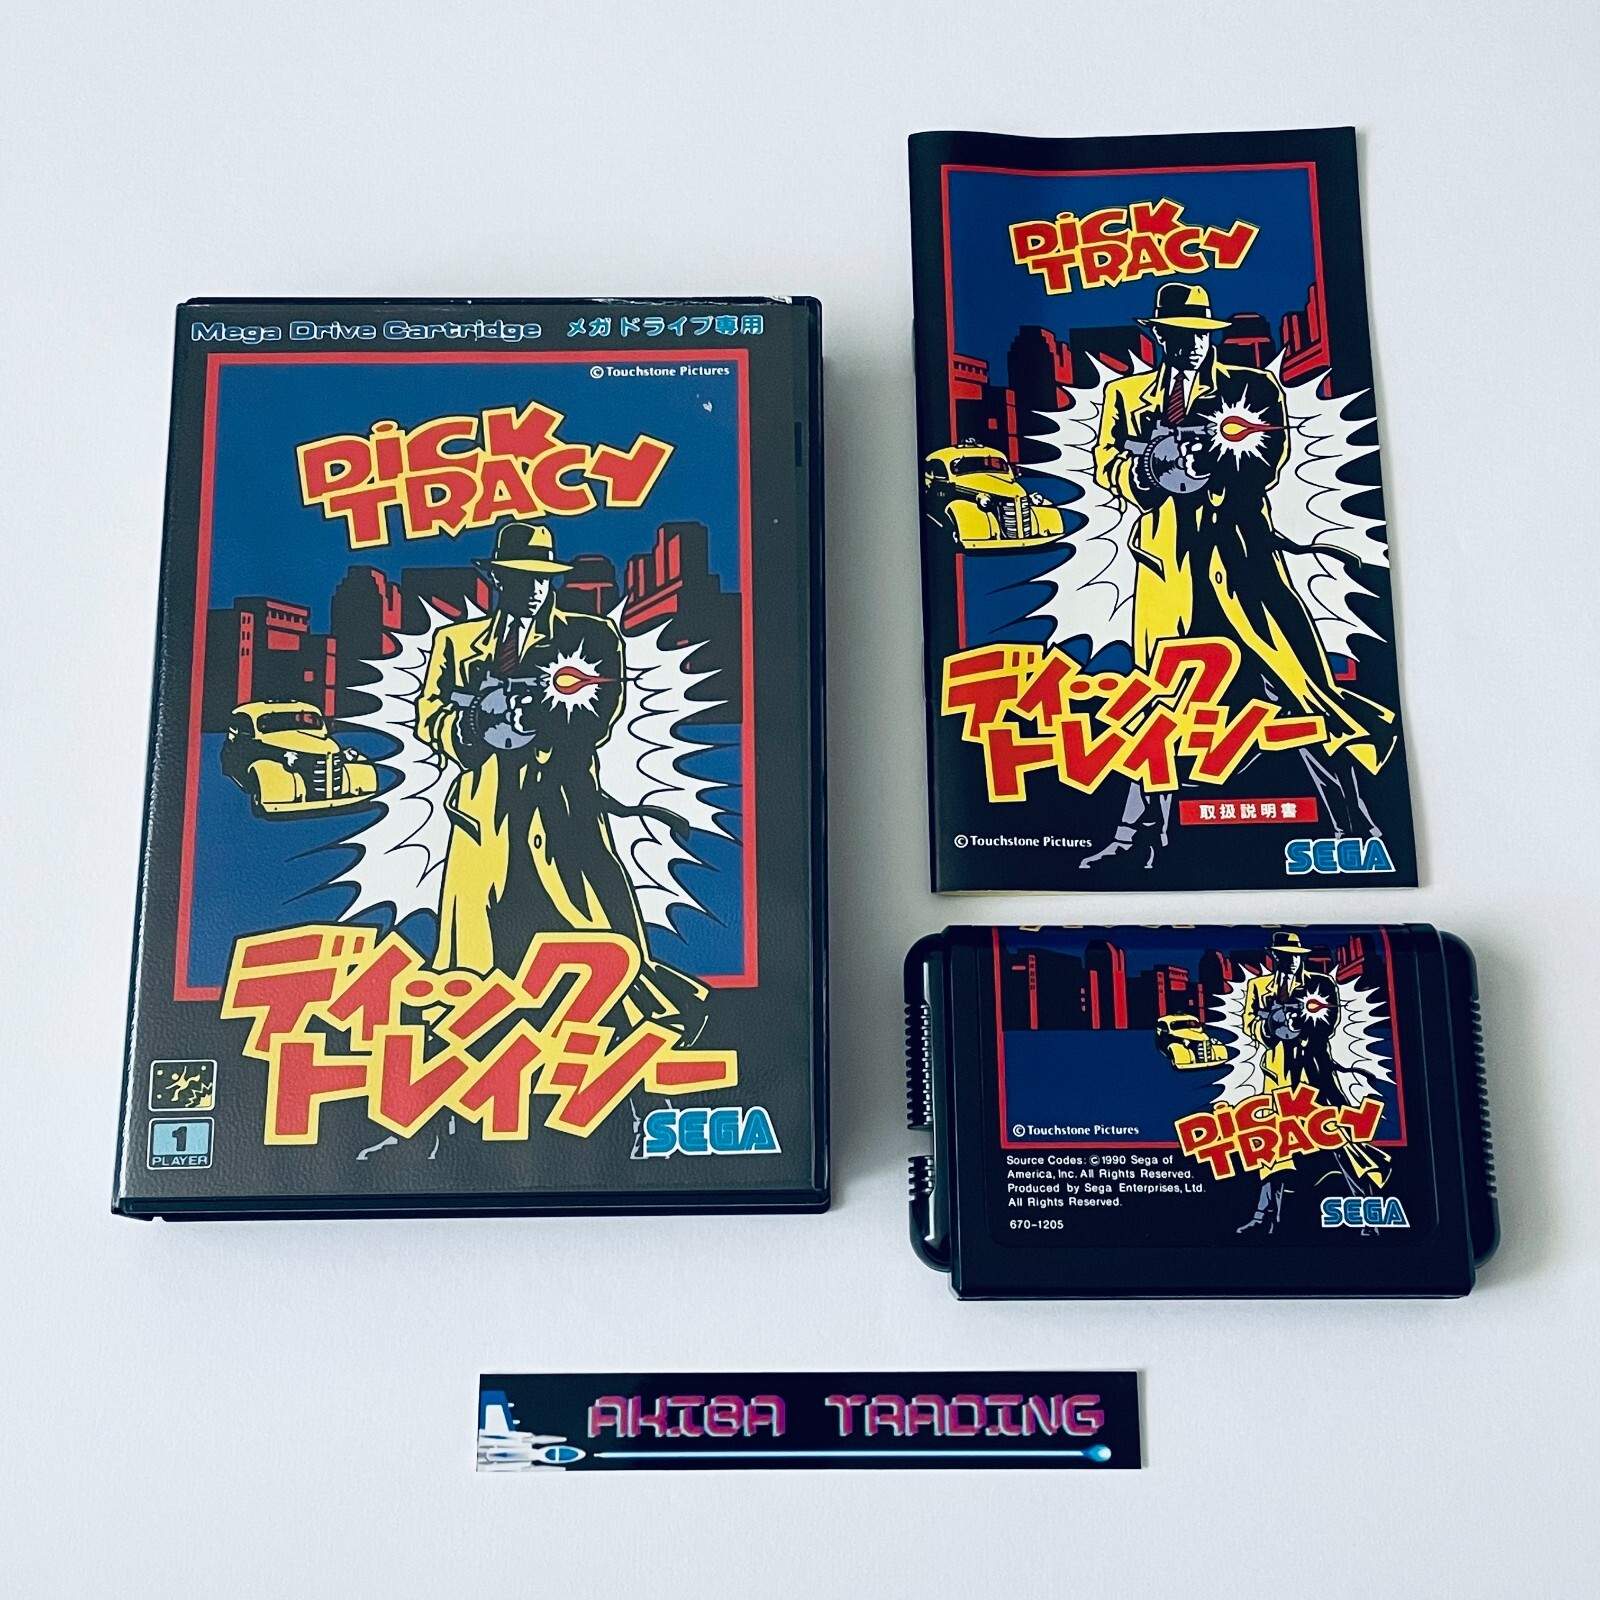 Mega Drive Cartridge メガドライブ専用
©Touchstone Pictures
DICK
TRACY
ディック
トレイシー
1
PLAYER
SEGA
DICK
TRACY
ディック
トレイシー
取扱説明書
©Touchstone Pictures
SEGA
©Touchstone Pictures
DICK
TRACY
Source Codes: ©1990 Sega of
America, Inc. All Rights Reserved.
Produced by Sega Enterprises, Ltd.
All Rights Reserved.
670-1205
SEGA
AKIBA TRADING